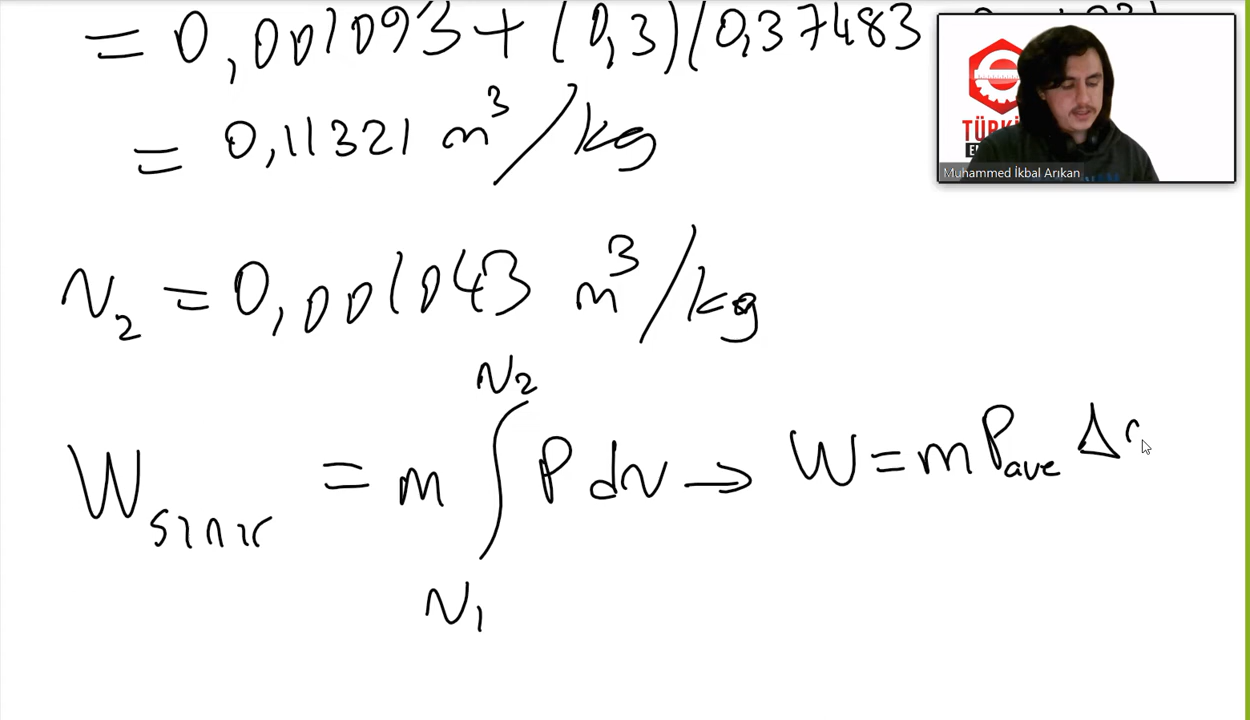 = 0,001093 + (0,3)(0,37483
TÜRKİ
Muhammed İkbal Arıkan
= 0,11321 m³/kg
v₂ = 0,001043 m³/kg
W sınır = m ∫ v₁ v₂ P dv → W = m P ave Δ